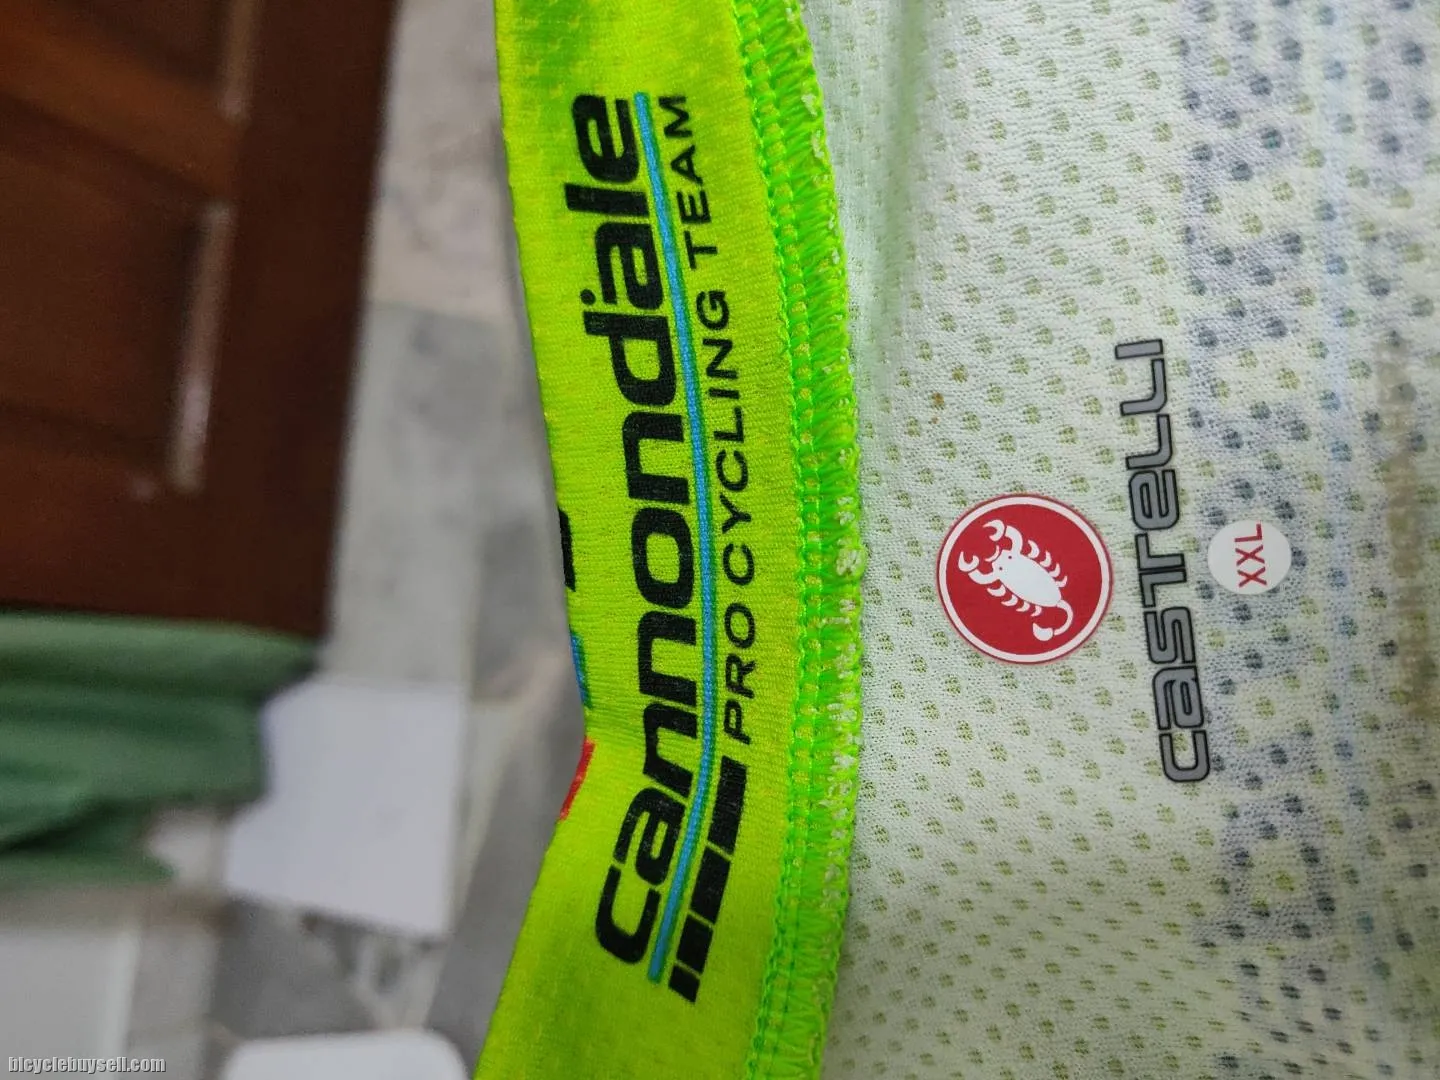 cannondale
PRO CYCLING TEAM
CASTELLI
XXL
bicyclebuysell.com